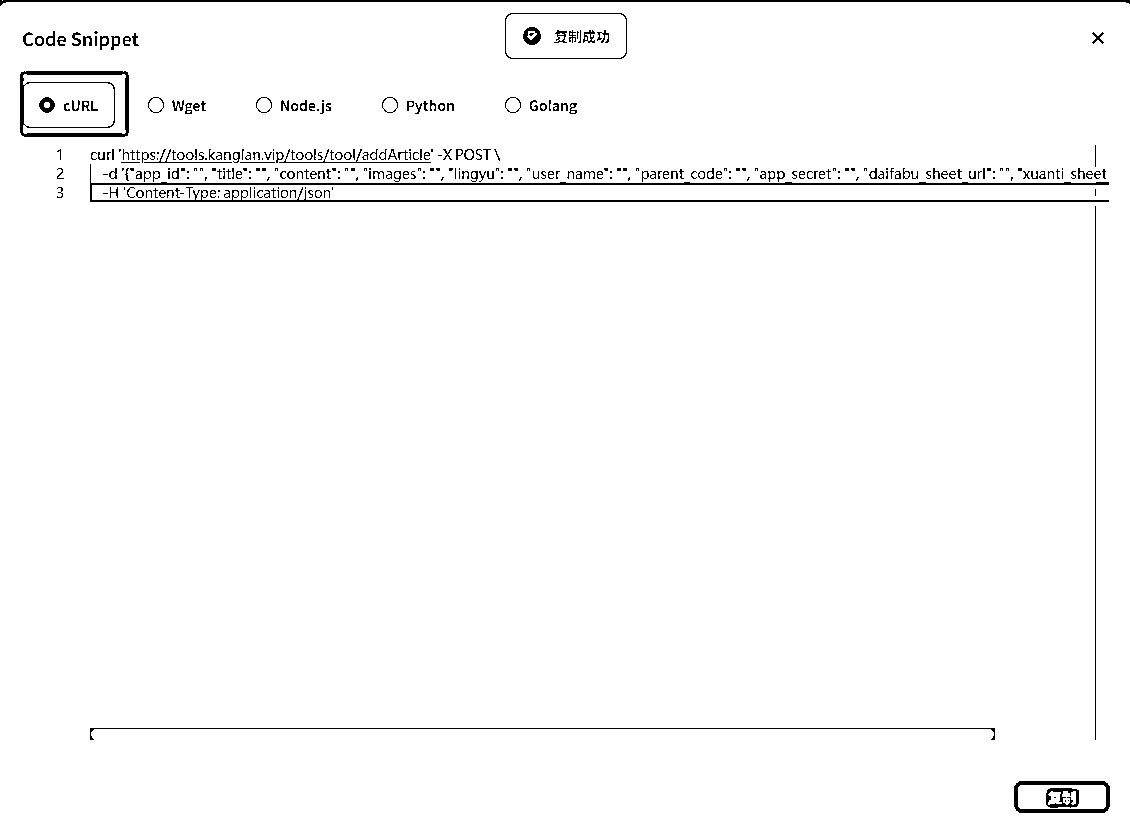 Code Snippet
复制成功
cURL
Wget
Node.js
Python
Golang
1 curl 'https://tools.kanglan.vip/tools/tool/addArticle' -X POST \
2 -d '{"app_id": "", "title": "", "content": "", "images": "", "lingyu": "", "user_name": "", "parent_code": "", "app_secret": "", "daifabu_sheet_url": "", "xuanti_sheet
3 -H 'Content-Type: application/json'
复制